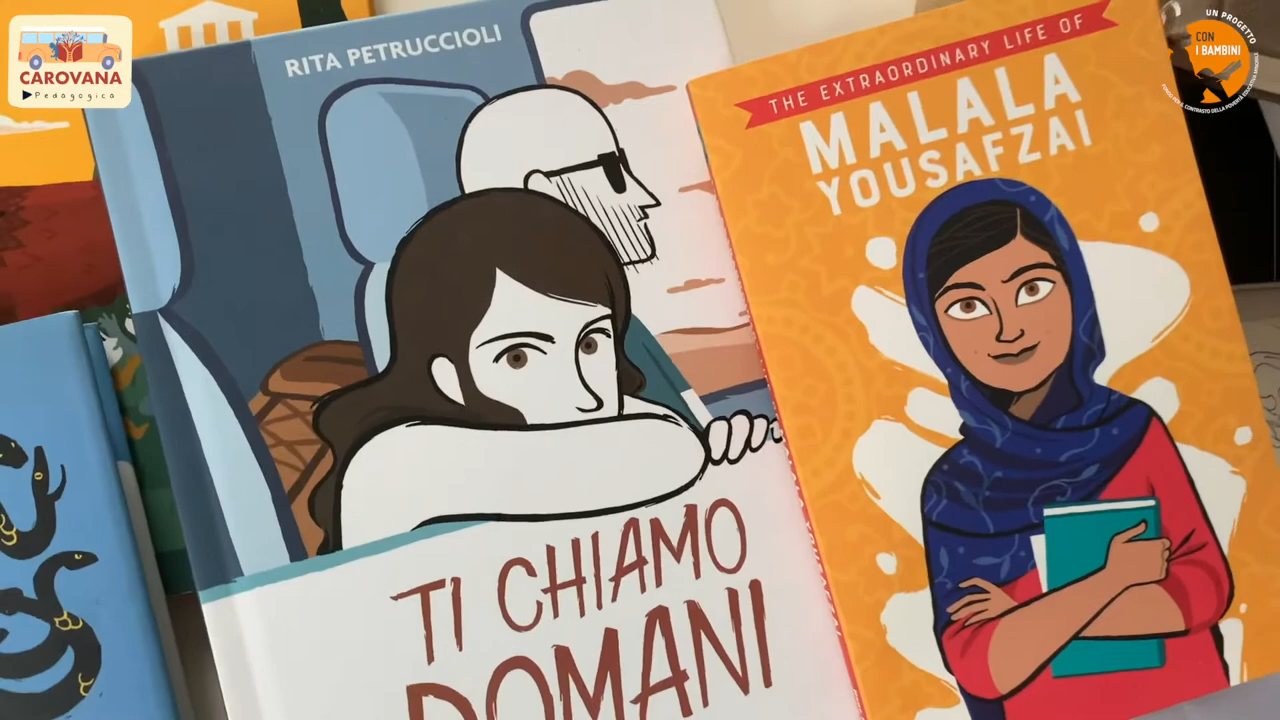 CAROVANA
Pedagogica
RITA PETRUCCIOLI
TI CHIAMO
DOMANI
THE EXTRAORDINARY LIFE OF
MALALA
YOUSAFZAI
UN PROGETTO
CON
I BAMBINI